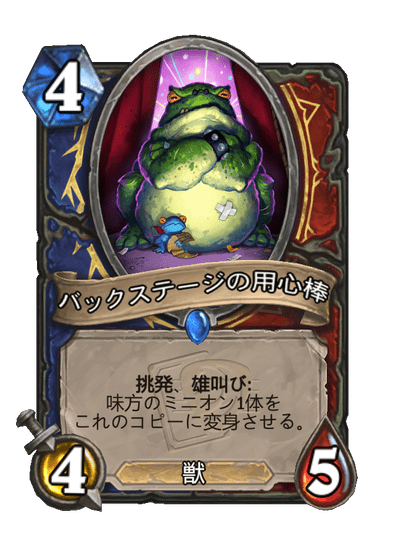 4
バックステージの用心棒
挑発、雄叫び:
味方のミニオン1体を
これのコピーに変身させる。
4
獣
5